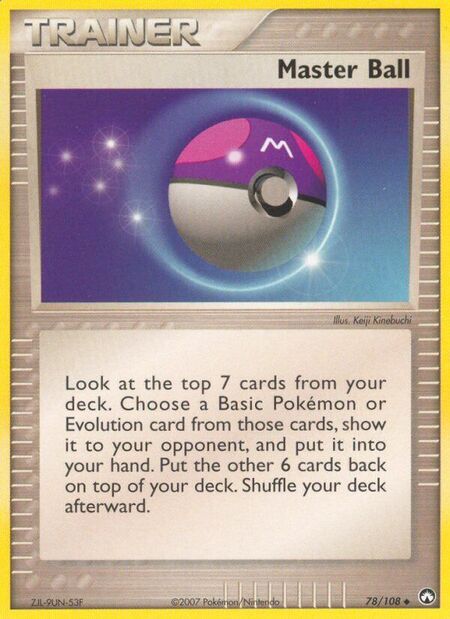 TRAINER
Master Ball
M
Illus. Keiji Kinebuchi
Look at the top 7 cards from your
deck. Choose a Basic Pokémon or
Evolution card from those cards, show
it to your opponent, and put it into
your hand. Put the other 6 cards back
on top of your deck. Shuffle your deck
afterward.
ZJL-9UN-53F
©2007 Pokémon/Nintendo
78/108